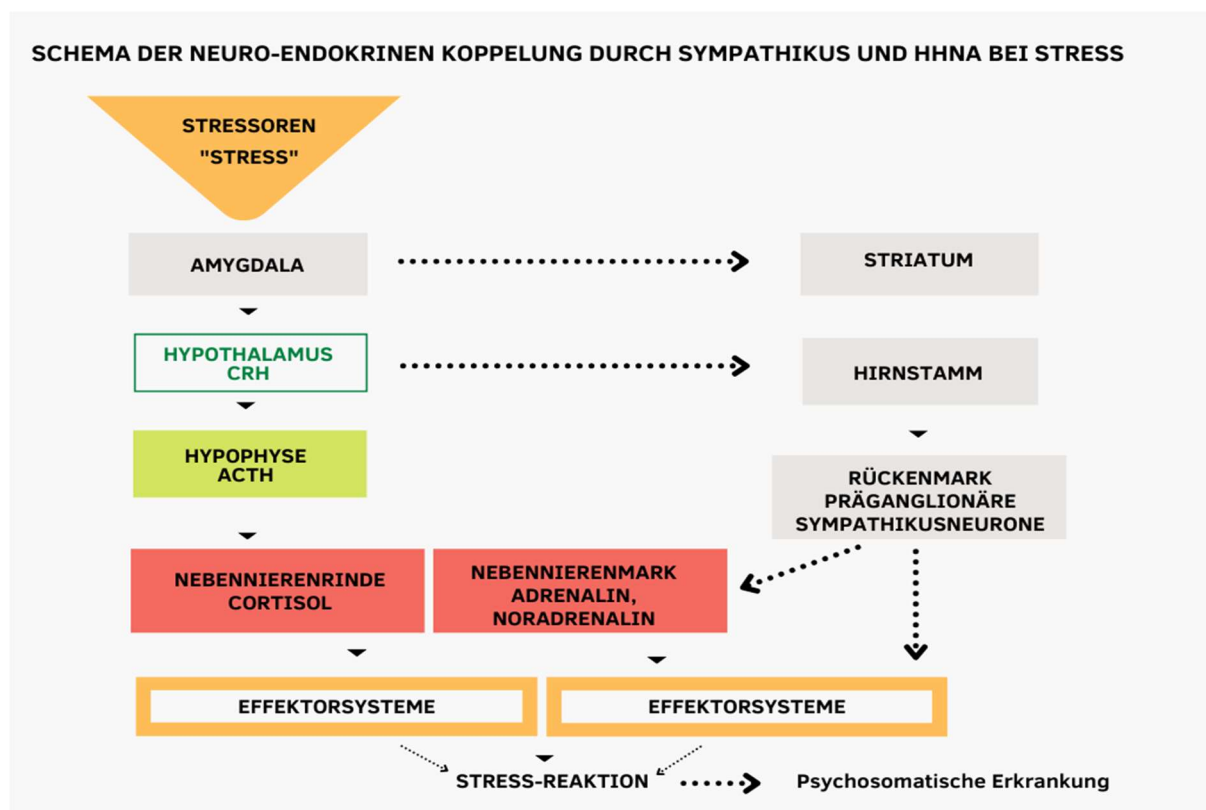 SCHEMA DER NEURO-ENDOKRINEN KOPPELUNG DURCH SYMPATHIKUS UND HHNA BEI STRESS
STRESSOREN
"STRESS"
AMYGDALA
STRIATUM
HYPOTHALAMUS
CRH
HIRNSTAMM
HYPOPHYSE
ACTH
RÜCKENMARK
PRÄGANGLIONÄRE
SYMPATHIKUSNEURONE
NEBENNIERENRINDE
CORTISOL
NEBENNIERENMARK
ADRENALIN,
NORADRENALIN
EFFEKTORSYSTEME
EFFEKTORSYSTEME
STRESS-REAKTION
Psychosomatische Erkrankung